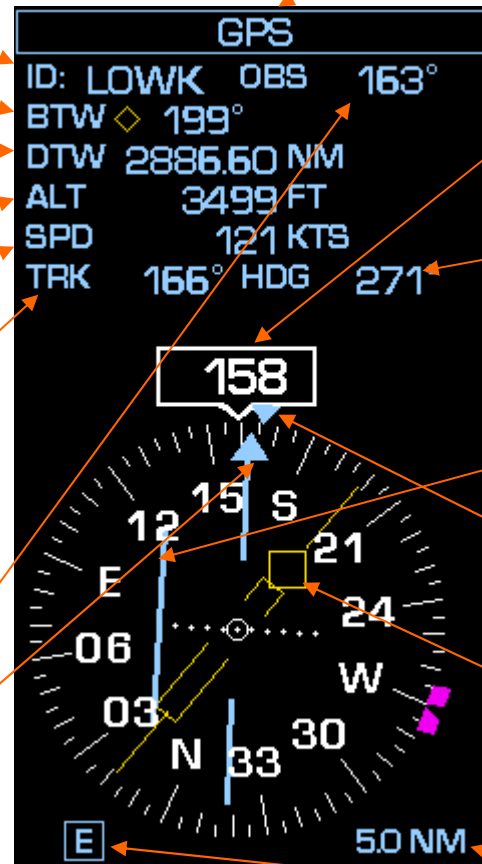 GPS
ID: LOWK OBS 163°
BTW 199°
DTW 2886.60 NM
ALT 3499 FT
SPD 121 KTS
TRK 166° HDG 271°
158
15 S
12 21
E 24
06 W
03 30
N 33
E 5.0 NM